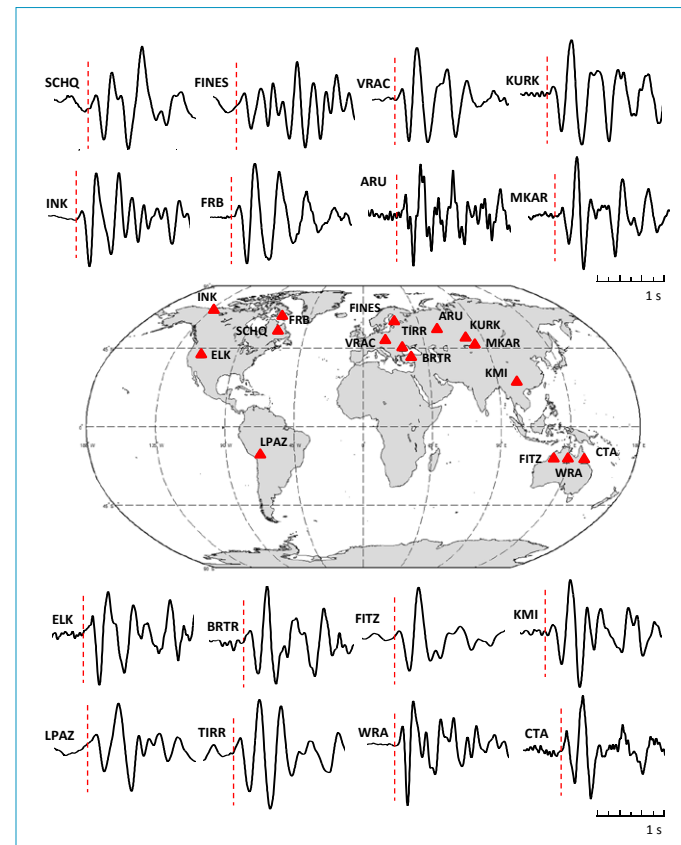 SCHQ FINES VRAC KURK
INK FRB ARU MKAR
1 s
INK
FRB
SCHQ
ELK
FINES
ARU
TIRR
KURK
VRAC
MKAR
BRTR
KMI
LPAZ
CTA
FITZ
WRA
ELK BRTR FITZ KMI
LPAZ TIRR WRA CTA
1 s